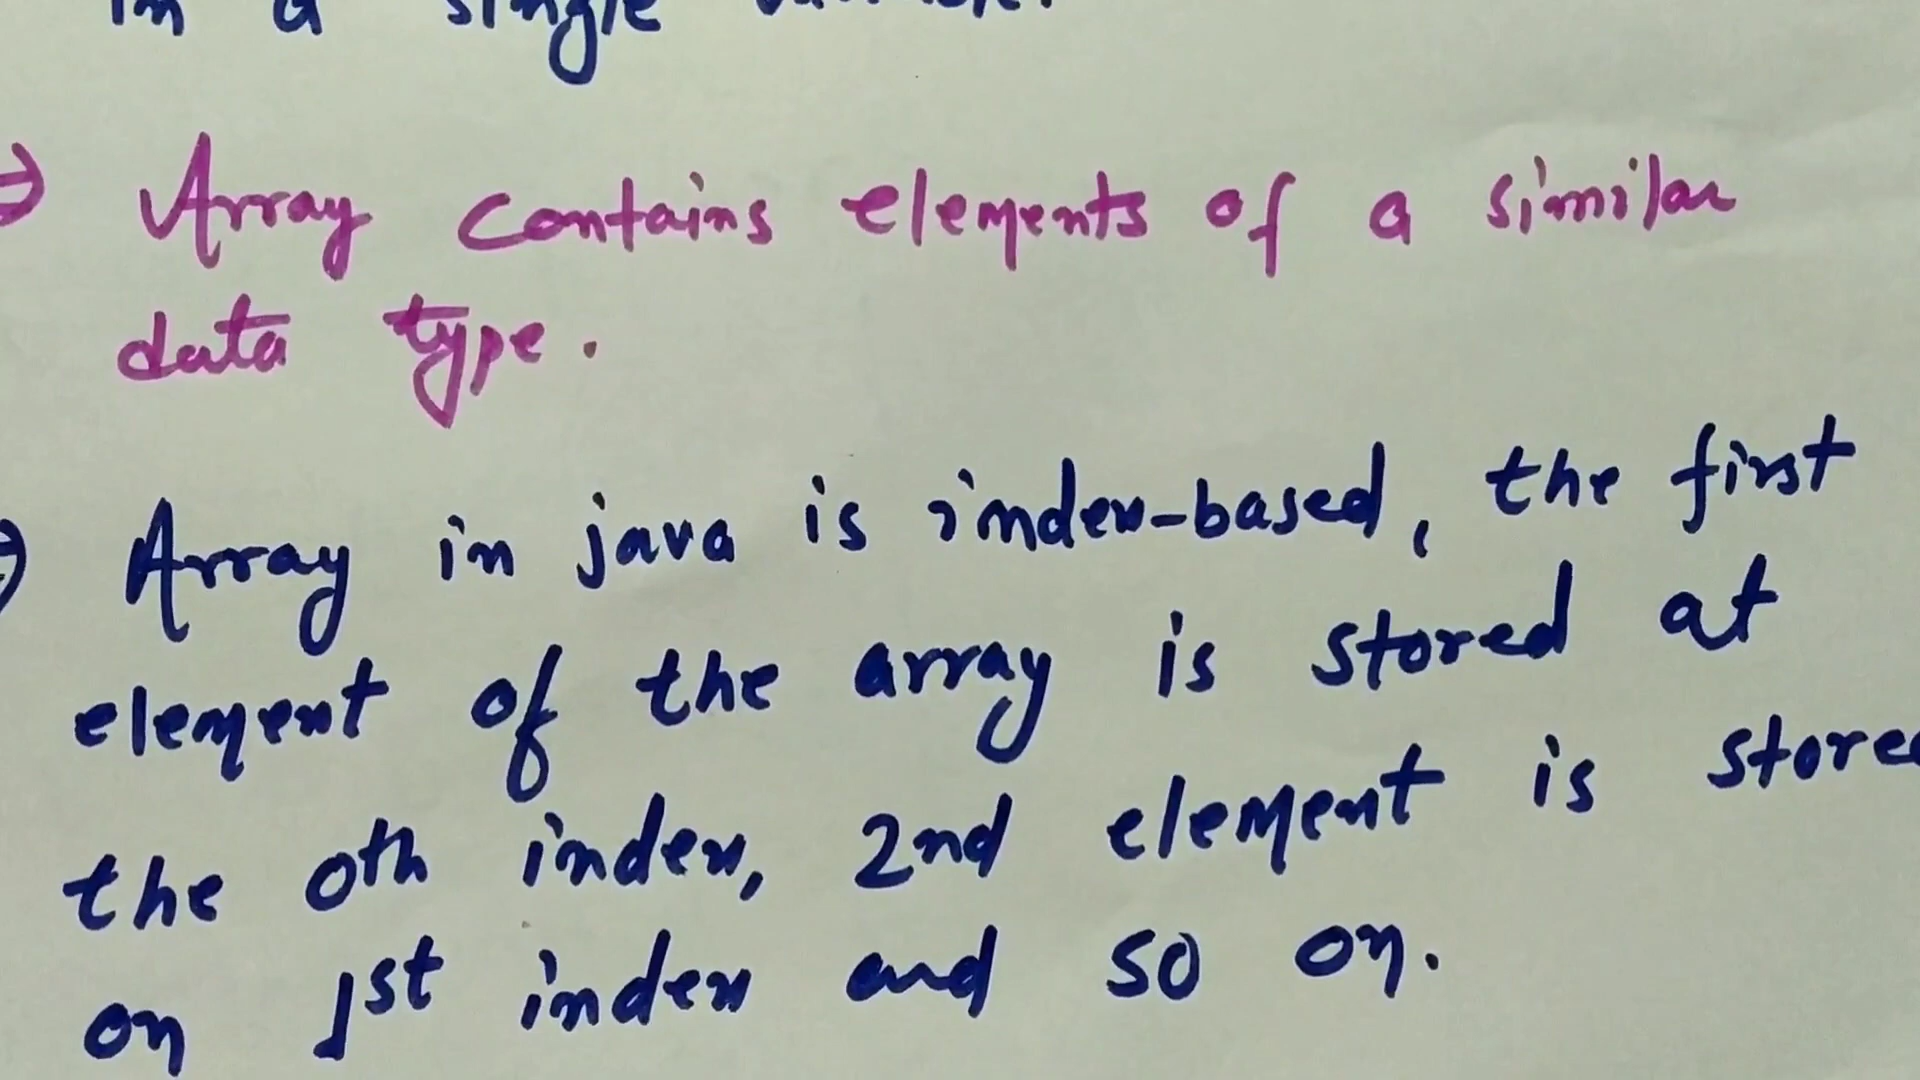 in a single
⇒ Array contains elements of a similar
data type.
⇒ Array in java is index-based, the first
element of the array is stored at
the 0th index, 2nd element is store
on 1st index and so on.